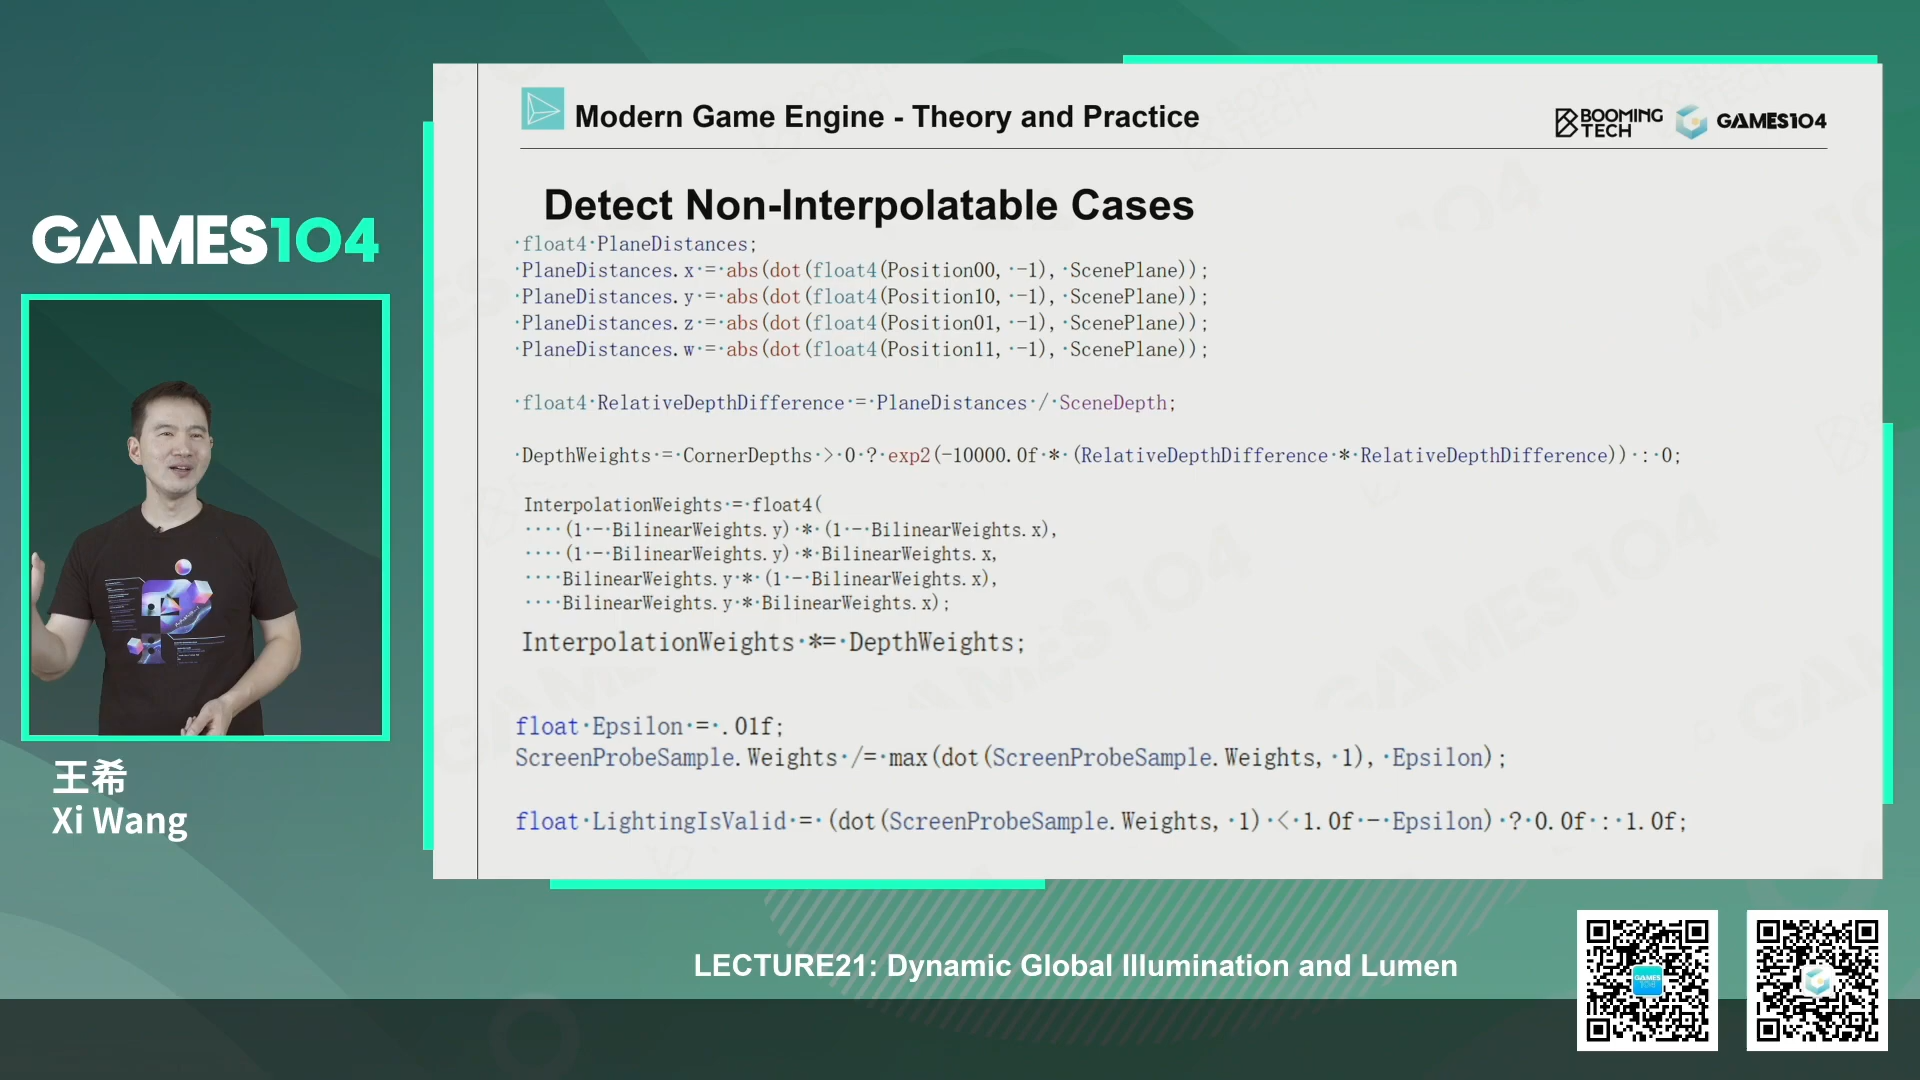 Modern Game Engine - Theory and Practice
BOOMING TECH
GAMES104
Detect Non-Interpolatable Cases
float4 PlaneDistances;
PlaneDistances.x = abs(dot(float4(Position00, -1), ScenePlane));
PlaneDistances.y = abs(dot(float4(Position10, -1), ScenePlane));
PlaneDistances.z = abs(dot(float4(Position01, -1), ScenePlane));
PlaneDistances.w = abs(dot(float4(Position11, -1), ScenePlane));
float4 RelativeDepthDifference = PlaneDistances / SceneDepth;
DepthWeights = CornerDepths > 0 ? exp2(-10000.0f * (RelativeDepthDifference * RelativeDepthDifference)) : 0;
InterpolationWeights = float4(
(1 - BilinearWeights.y) * (1 - BilinearWeights.x),
(1 - BilinearWeights.y) * BilinearWeights.x,
BilinearWeights.y * (1 - BilinearWeights.x),
BilinearWeights.y * BilinearWeights.x);
InterpolationWeights *= DepthWeights;
float Epsilon = .01f;
ScreenProbeSample.Weights /= max(dot(ScreenProbeSample.Weights, 1), Epsilon);
float LightingIsValid = (dot(ScreenProbeSample.Weights, 1) < 1.0f - Epsilon) ? 0.0f : 1.0f;
GAMES104
王希
Xi Wang
LECTURE21: Dynamic Global Illumination and Lumen